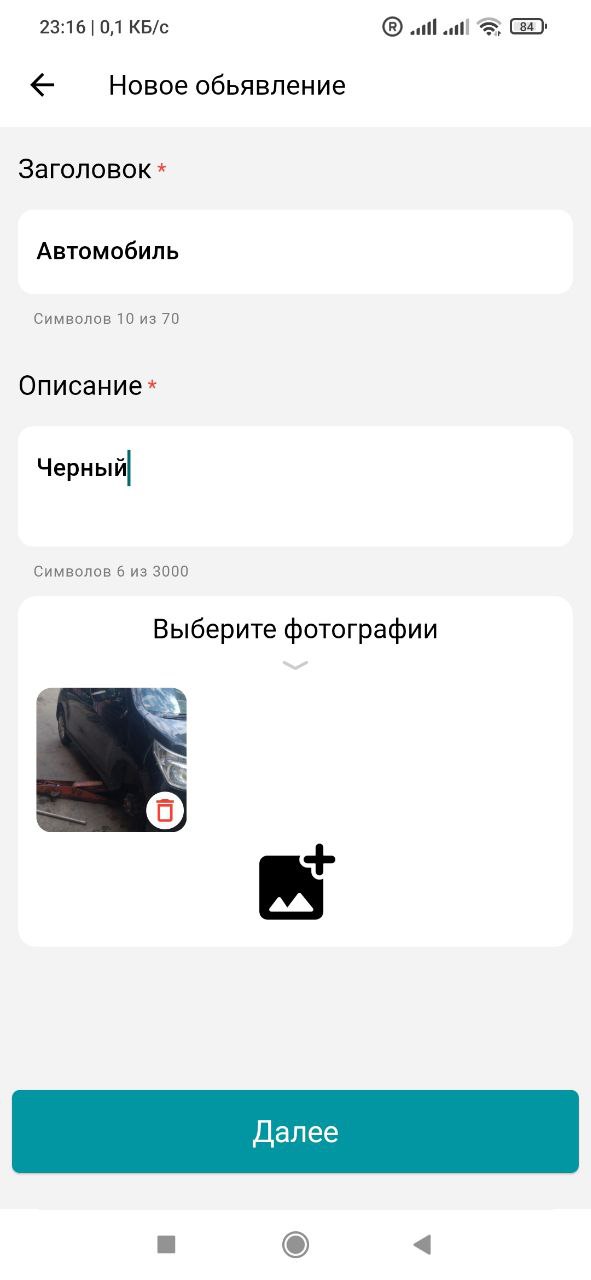 23:16 | 0,1 КБ/с R 84
Новое обьявление
Заголовок *
Автомобиль
Символов 10 из 70
Описание *
Черный
Символов 6 из 3000
Выберите фотографии
Далее